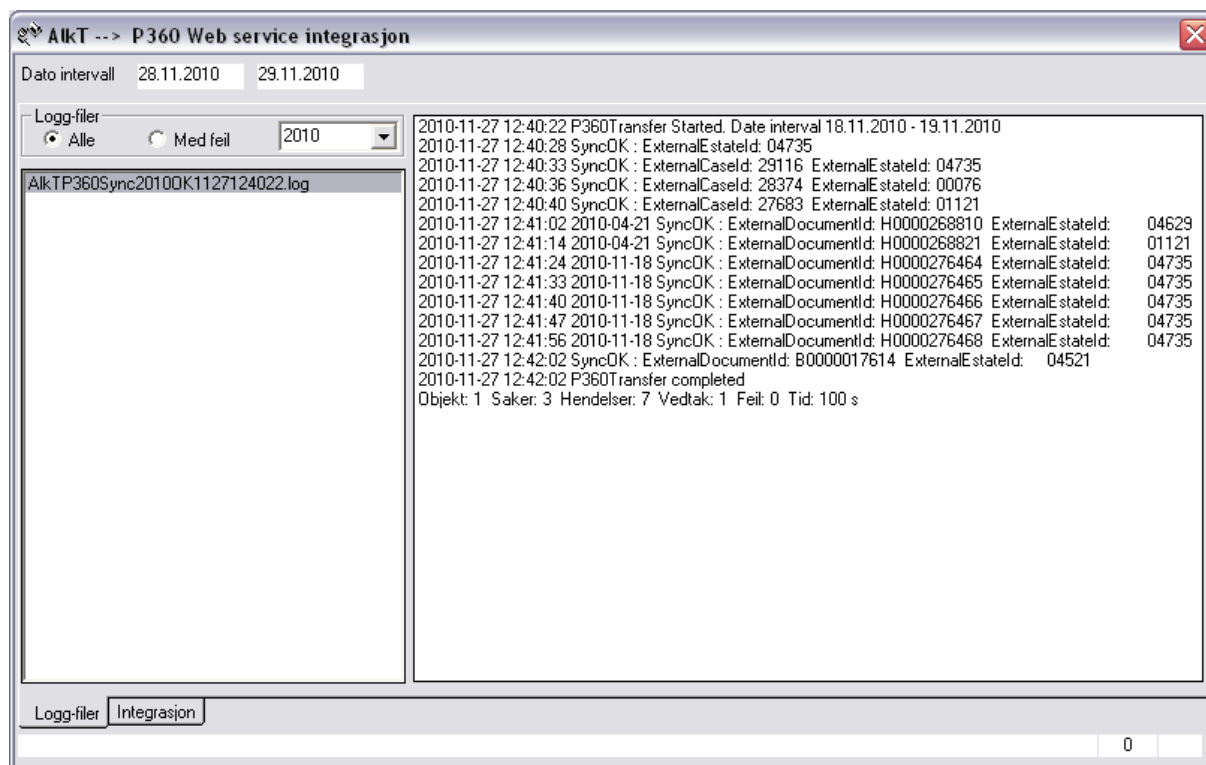 AlkT --> P360 Web service integrasjon
Dato intervall 28.11.2010 29.11.2010
Logg-filer
Alle Med feil 2010
AlkTP360Sync2010OK1127124022.log
2010-11-27 12:40:22 P360Transfer Started. Date interval 18.11.2010 - 19.11.2010
2010-11-27 12:40:28 SyncOK : ExternalEstateId: 04735
2010-11-27 12:40:33 SyncOK : ExternalCaseId: 29116 ExternalEstateId: 04735
2010-11-27 12:40:36 SyncOK : ExternalCaseId: 28374 ExternalEstateId: 00076
2010-11-27 12:40:40 SyncOK : ExternalCaseId: 27683 ExternalEstateId: 01121
2010-11-27 12:41:02 2010-04-21 SyncOK : ExternalDocumentId: H0000268810 ExternalEstateId: 04629
2010-11-27 12:41:14 2010-04-21 SyncOK : ExternalDocumentId: H0000268821 ExternalEstateId: 01121
2010-11-27 12:41:24 2010-11-18 SyncOK : ExternalDocumentId: H0000276464 ExternalEstateId: 04735
2010-11-27 12:41:33 2010-11-18 SyncOK : ExternalDocumentId: H0000276465 ExternalEstateId: 04735
2010-11-27 12:41:40 2010-11-18 SyncOK : ExternalDocumentId: H0000276466 ExternalEstateId: 04735
2010-11-27 12:41:47 2010-11-18 SyncOK : ExternalDocumentId: H0000276467 ExternalEstateId: 04735
2010-11-27 12:41:56 2010-11-18 SyncOK : ExternalDocumentId: H0000276468 ExternalEstateId: 04735
2010-11-27 12:42:02 SyncOK : ExternalDocumentId: B0000017614 ExternalEstateId: 04521
2010-11-27 12:42:02 P360Transfer completed
Objekt: 1 Saker: 3 Hendelser: 7 Vedtak: 1 Feil: 0 Tid: 100 s
Logg-filer Integrasjon
0